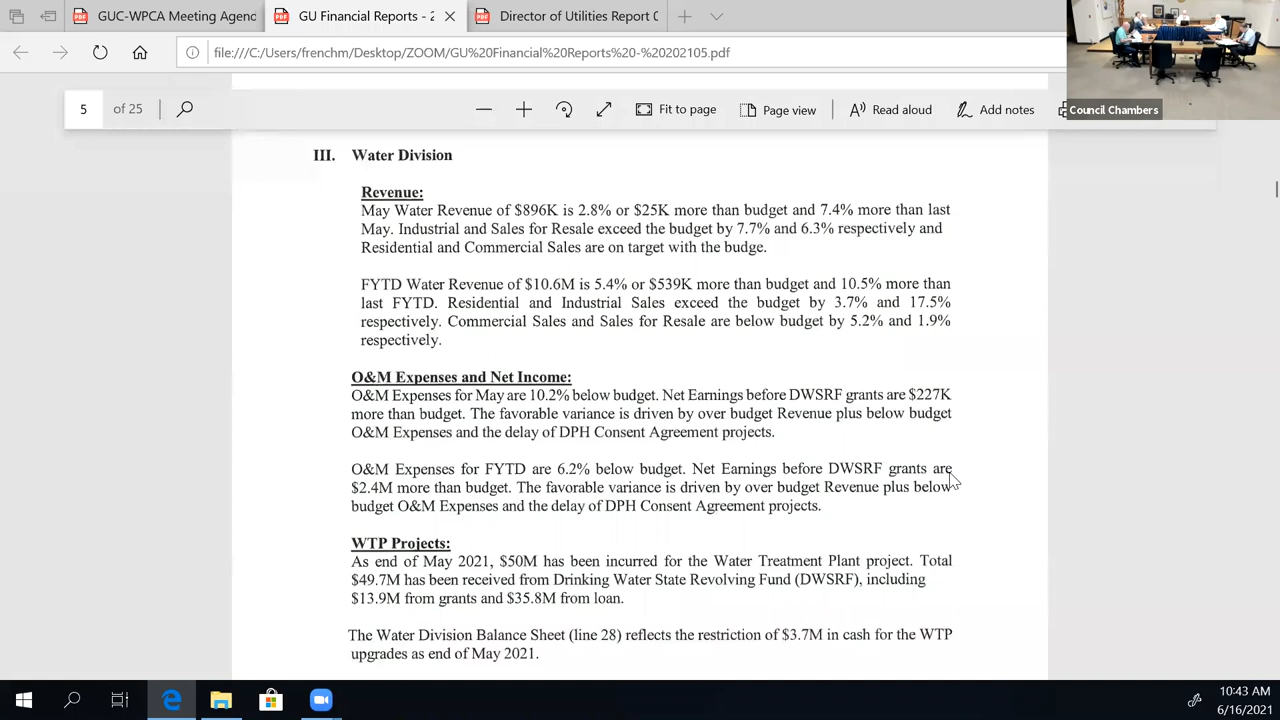 GUC-WPCA Meeting Agend
GU Financial Reports - 2
Director of Utilities Report 0
file:///C:/Users/frenchm/Desktop/ZOOM/GU%20Financial%20Reports%20-%20202105.pdf
5 of 25
Fit to page
Page view
Read aloud
Add notes
Council Chambers
III. Water Division
Revenue:
May Water Revenue of $896K is 2.8% or $25K more than budget and 7.4% more than last
May. Industrial and Sales for Resale exceed the budget by 7.7% and 6.3% respectively and
Residential and Commercial Sales are on target with the budge.
FYTD Water Revenue of $10.6M is 5.4% or $539K more than budget and 10.5% more than
last FYTD. Residential and Industrial Sales exceed the budget by 3.7% and 17.5%
respectively. Commercial Sales and Sales for Resale are below budget by 5.2% and 1.9%
respectively.
O&M Expenses and Net Income:
O&M Expenses for May are 10.2% below budget. Net Earnings before DWSRF grants are $227K
more than budget. The favorable variance is driven by over budget Revenue plus below budget
O&M Expenses and the delay of DPH Consent Agreement projects.
O&M Expenses for FYTD are 6.2% below budget. Net Earnings before DWSRF grants are
$2.4M more than budget. The favorable variance is driven by over budget Revenue plus below
budget O&M Expenses and the delay of DPH Consent Agreement projects.
WTP Projects:
As end of May 2021, $50M has been incurred for the Water Treatment Plant project. Total
$49.7M has been received from Drinking Water State Revolving Fund (DWSRF), including
$13.9M from grants and $35.8M from loan.
The Water Division Balance Sheet (line 28) reflects the restriction of $3.7M in cash for the WTP
upgrades as end of May 2021.
10:43 AM
6/16/2021